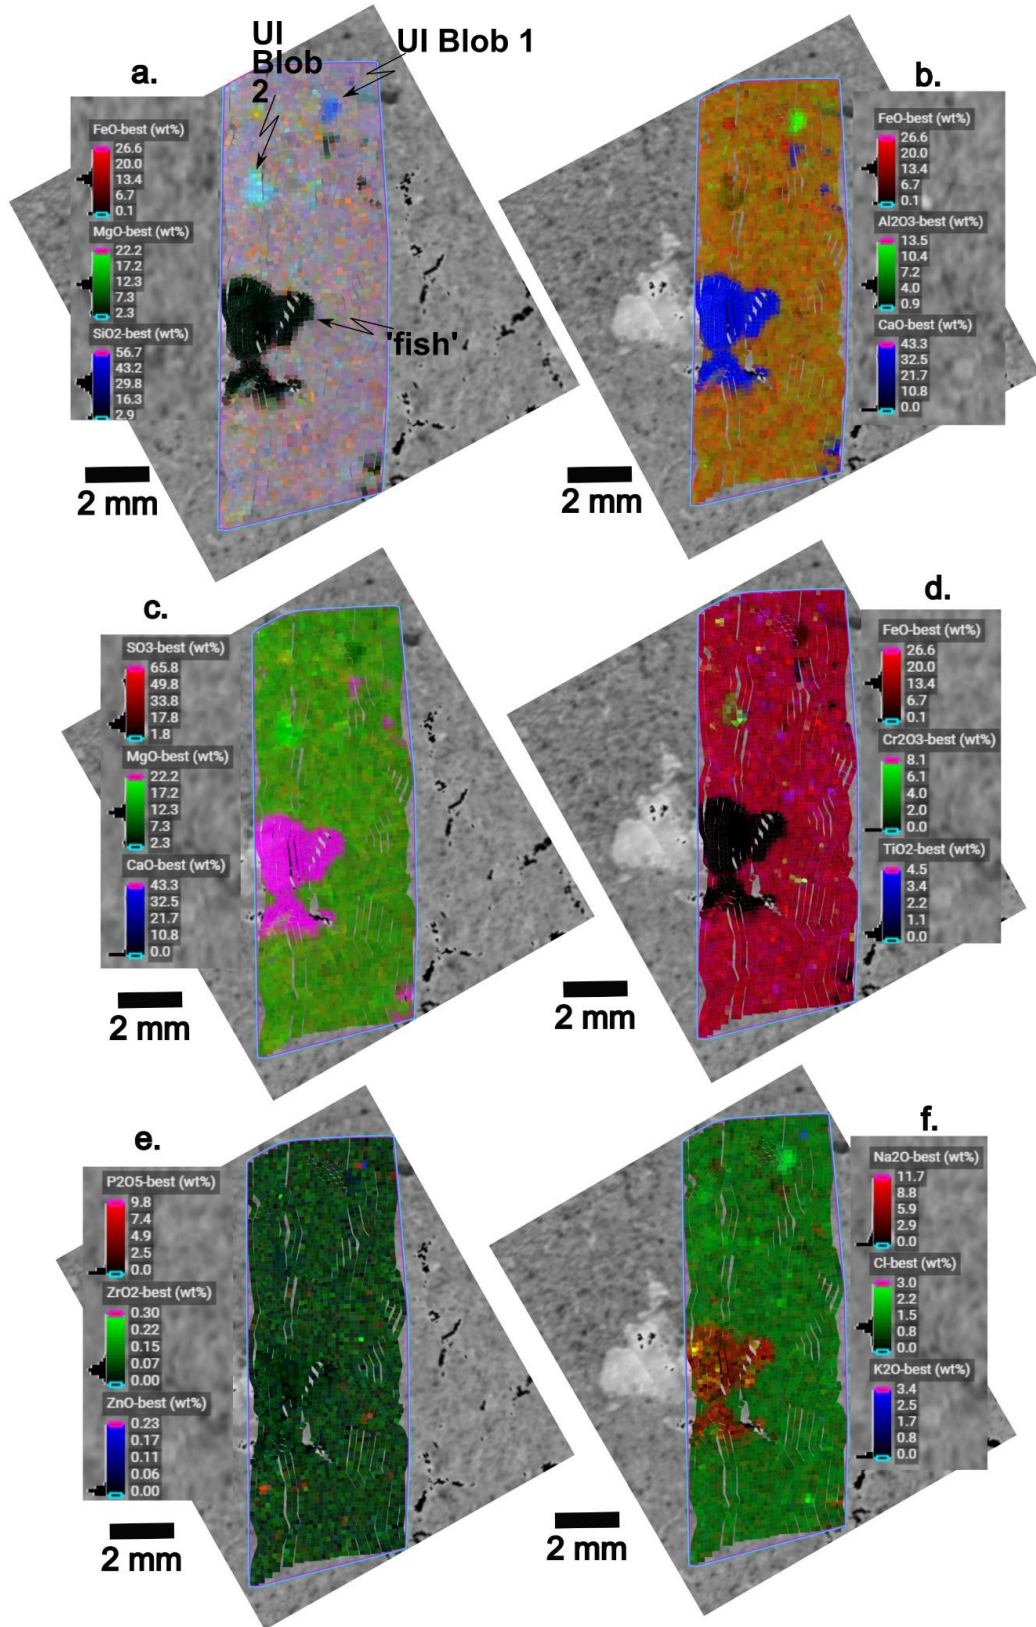 a.
UI
Blob
2
UI Blob 1
FeO-best (wt%)
26.6
20.0
13.4
6.7
0.1
MgO-best (wt%)
22.2
17.2
12.3
7.3
2.3
SiO2-best (wt%)
56.7
43.2
29.8
16.3
2.9
'fish'
2 mm
b.
FeO-best (wt%)
26.6
20.0
13.4
6.7
0.1
Al2O3-best (wt%)
13.5
10.4
7.2
4.0
0.9
CaO-best (wt%)
43.3
32.5
21.7
10.8
0.0
2 mm
c.
SO3-best (wt%)
65.8
49.8
33.8
17.8
1.8
MgO-best (wt%)
22.2
17.2
12.3
7.3
2.3
CaO-best (wt%)
43.3
32.5
21.7
10.8
0.0
2 mm
d.
FeO-best (wt%)
26.6
20.0
13.4
6.7
0.1
Cr2O3-best (wt%)
8.1
6.1
4.0
2.0
0.0
TiO2-best (wt%)
4.5
3.4
2.2
1.1
0.0
2 mm
e.
P2O5-best (wt%)
9.8
7.4
4.9
2.5
0.0
ZrO2-best (wt%)
0.30
0.22
0.15
0.07
0.00
ZnO-best (wt%)
0.23
0.17
0.11
0.06
0.00
2 mm
f.
Na2O-best (wt%)
11.7
8.8
5.9
2.9
0.0
Cl-best (wt%)
3.0
2.2
1.5
0.8
0.0
K2O-best (wt%)
3.4
2.5
1.7
0.8
0.0
2 mm